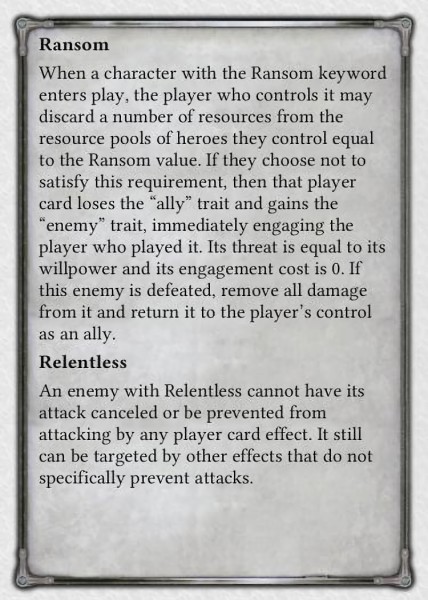 Ransom
When a character with the Ransom keyword
enters play, the player who controls it may
discard a number of resources from the
resource pools of heroes they control equal
to the Ransom value. If they choose not to
satisfy this requirement, then that player
card loses the “ally” trait and gains the
“enemy” trait, immediately engaging the
player who played it. Its threat is equal to its
willpower and its engagement cost is 0. If
this enemy is defeated, remove all damage
from it and return it to the player’s control
as an ally.
Relentless
An enemy with Relentless cannot have its
attack canceled or be prevented from
attacking by any player card effect. It still
can be targeted by other effects that do not
specifically prevent attacks.